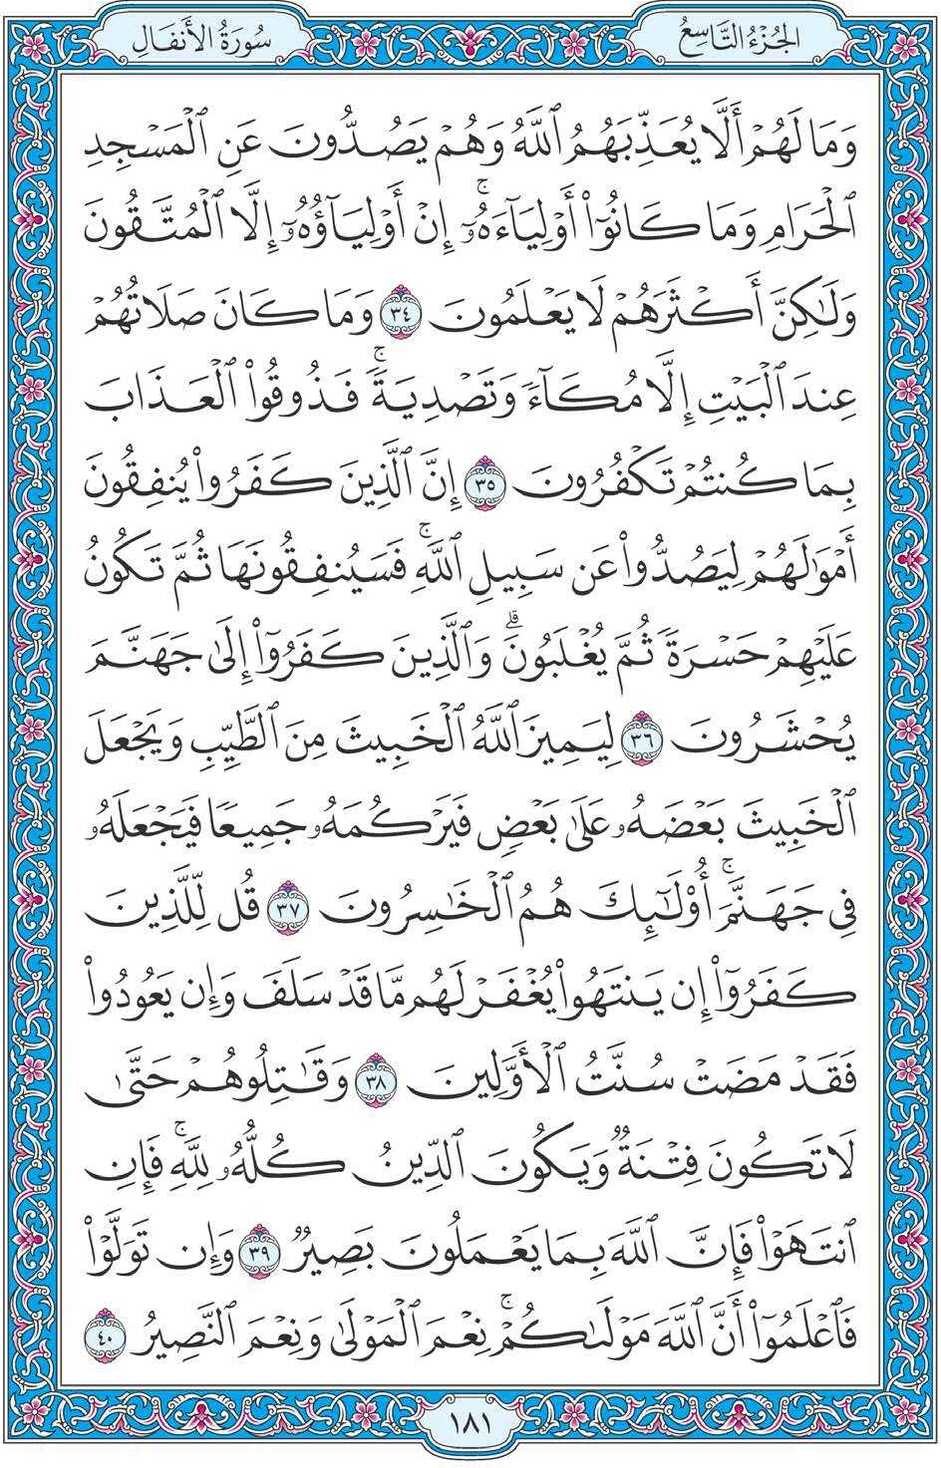 الجُزْءُ التَّاسِعُ
سُورَةُ الأَنفَالِ
وَمَا لَهُمۡ أَلَّا يُعَذِّبَهُمُ ٱللَّهُ وَهُمۡ يَصُدُّونَ عَنِ ٱلۡمَسۡجِدِ
ٱلۡحَرَامِ وَمَا كَانُوٓاْ أَوۡلِيَآءَهُۥٓۚ إِنۡ أَوۡلِيَآؤُهُۥٓ إِلَّا ٱلۡمُتَّقُونَ
وَلَٰكِنَّ أَكۡثَرَهُمۡ لَا يَعۡلَمُونَ ٣٤ وَمَا كَانَ صَلَاتُهُمۡ
عِندَ ٱلۡبَيۡتِ إِلَّا مُكَآءٗ وَتَصۡدِيَةٗۚ فَذُوقُواْ ٱلۡعَذَابَ
بِمَا كُنتُمۡ تَكۡفُرُونَ ٣٥ إِنَّ ٱلَّذِينَ كَفَرُواْ يُنفِقُونَ
أَمۡوَٰلَهُمۡ لِيَصُدُّواْ عَن سَبِيلِ ٱللَّهِۚ فَسَيُنفِقُونَهَا ثُمَّ تَكُونُ
عَلَيۡهِمۡ حَسۡرَةٗ ثُمَّ يُغۡلَبُونَۗ وَٱلَّذِينَ كَفَرُوٓاْ إِلَىٰ جَهَنَّمَ
يُحۡشَرُونَ ٣٦ لِيَمِيزَ ٱللَّهُ ٱلۡخَبِيثَ مِنَ ٱلطَّيِّبِ وَيَجۡعَلَ
ٱلۡخَبِيثَ بَعۡضَهُۥ عَلَىٰ بَعۡضٖ فَيَرۡكُمَهُۥ جَمِيعٗا فَيَجۡعَلَهُۥ
فِي جَهَنَّمَۚ أُوْلَٰٓئِكَ هُمُ ٱلۡخَٰسِرُونَ ٣٧ قُل لِّلَّذِينَ
كَفَرُوٓاْ إِن يَنتَهُواْ يُغۡفَرۡ لَهُم مَّا قَدۡ سَلَفَ وَإِن يَعُودُواْ
فَقَدۡ مَضَتۡ سُنَّتُ ٱلۡأَوَّلِينَ ٣٨ وَقَٰتِلُوهُمۡ حَتَّىٰ
لَا تَكُونَ فِتۡنَةٞ وَيَكُونَ ٱلدِّينُ كُلُّهُۥ لِلَّهِۚ فَإِنِ
ٱنتَهَوۡاْ فَإِنَّ ٱللَّهَ بِمَا يَعۡمَلُونَ بَصِيرٞ ٣٩ وَإِن تَوَلَّوۡاْ
فَٱعۡلَمُوٓاْ أَنَّ ٱللَّهَ مَوۡلَىٰكُمۡۚ نِعۡمَ ٱلۡمَوۡلَىٰ وَنِعۡمَ ٱلنَّصِيرُ ٤٠
١٨١